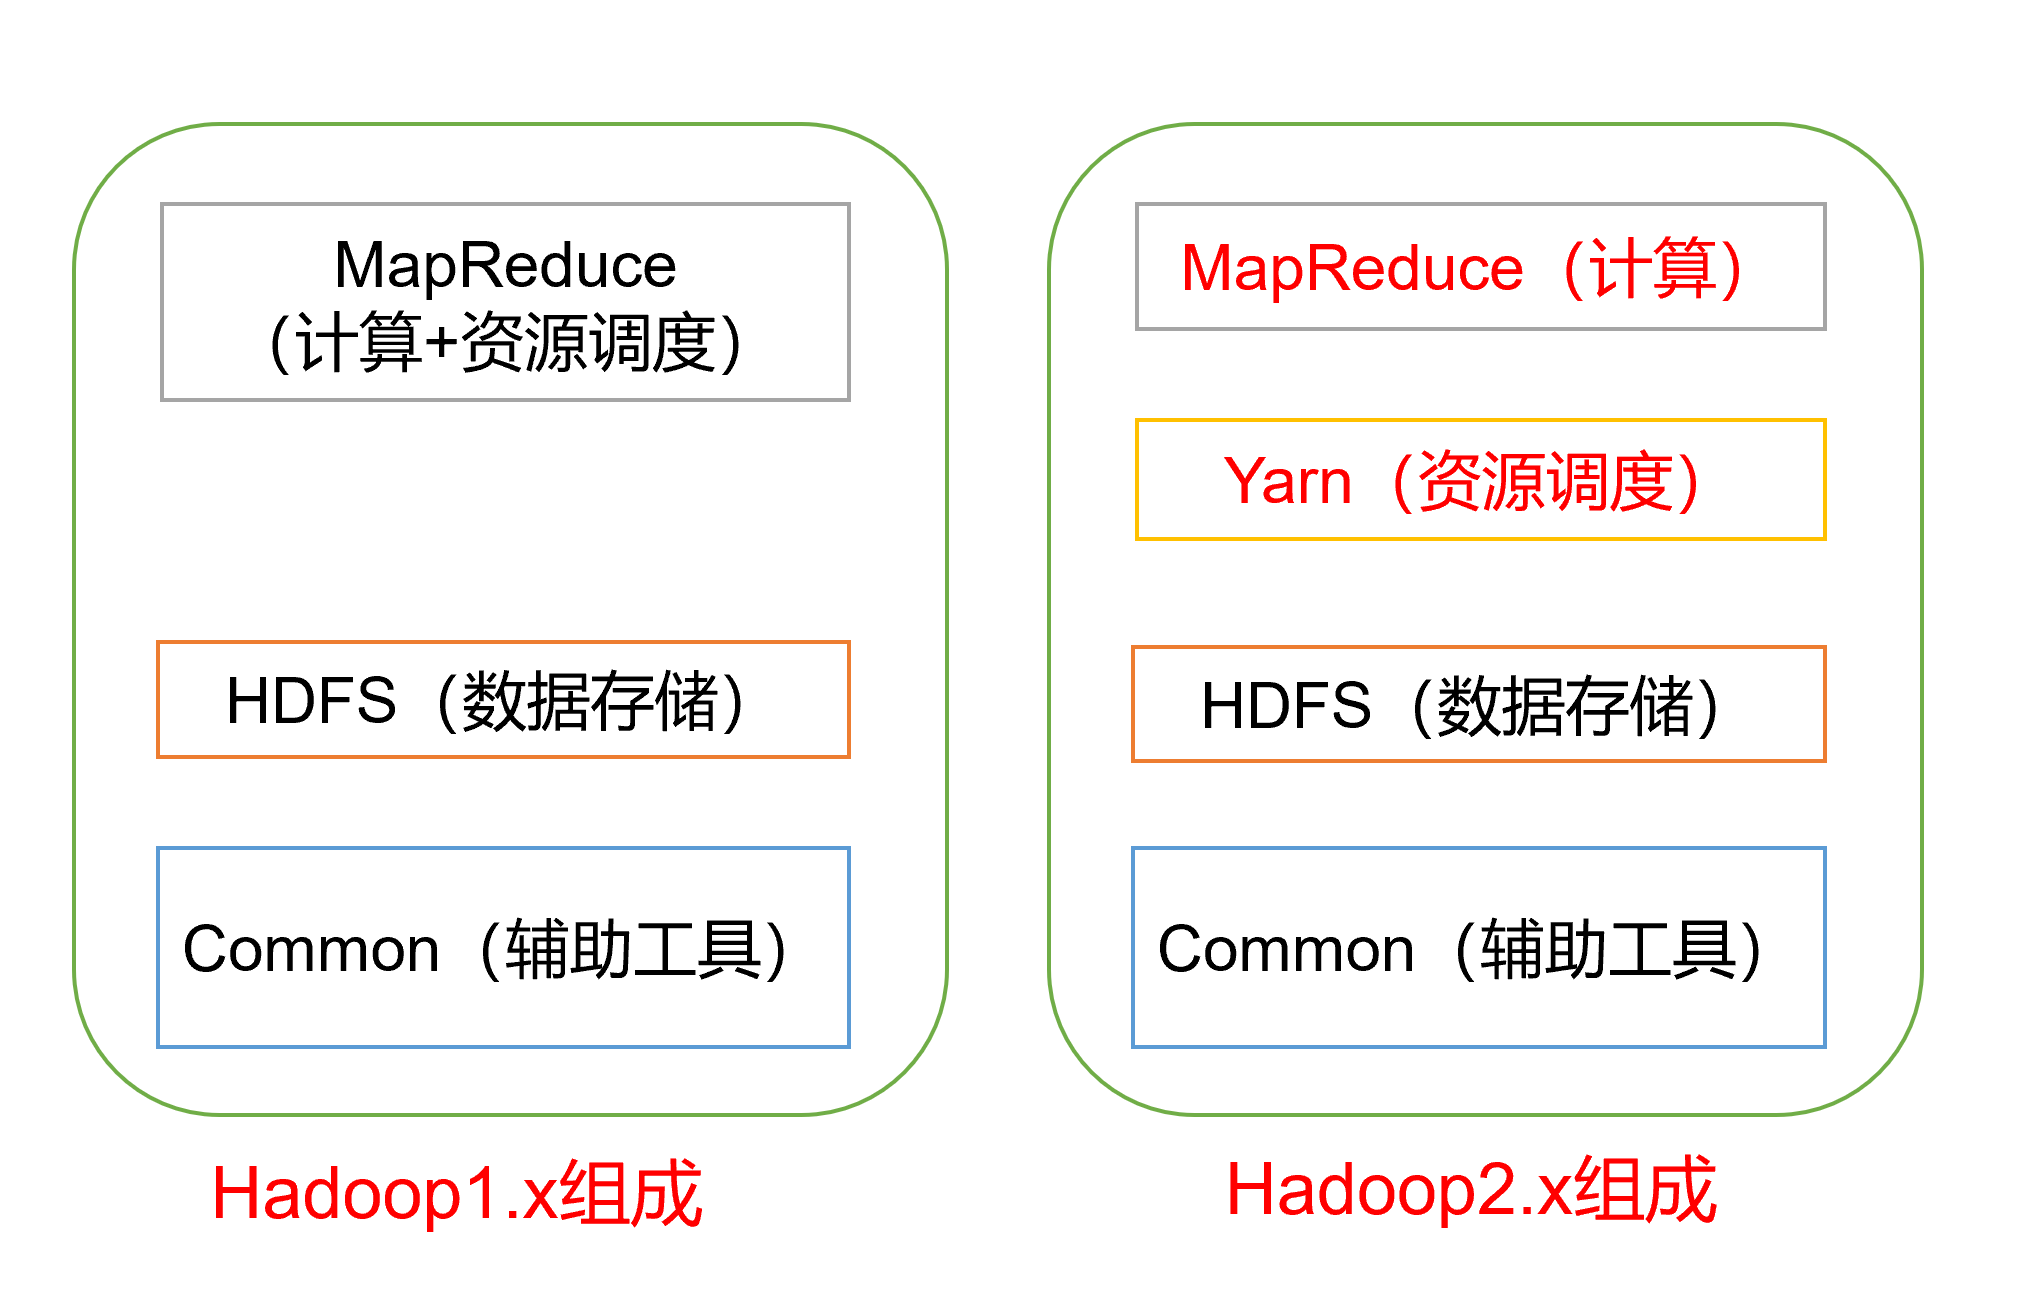 MapReduce
（计算+资源调度）
HDFS（数据存储）
Common（辅助工具）
Hadoop1.x组成
MapReduce（计算）
Yarn（资源调度）
HDFS（数据存储）
Common（辅助工具）
Hadoop2.x组成